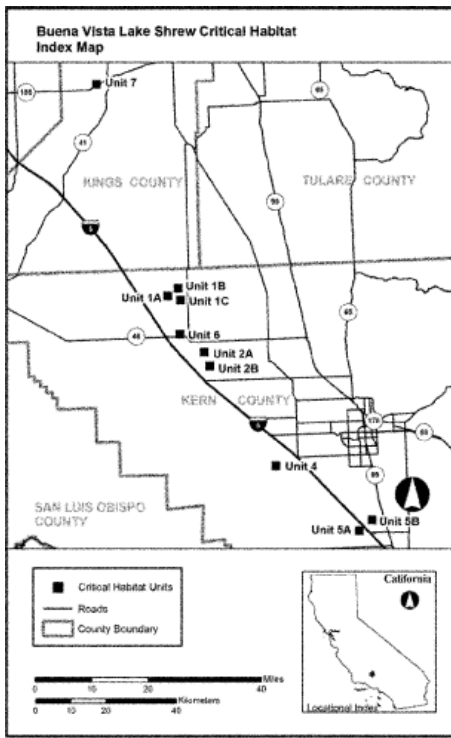 Buena Vista Lake Shrew Critical Habitat
Index Map
Unit 7
65
41
KINGS COUNTY
TULARE COUNTY
99
5
Unit 1B
Unit 1A
Unit 1C
65
Unit 6
46
Unit 2A
Unit 2B
KERN COUNTY
5
178
Unit 4
99
SAN LUIS OBISPO
COUNTY
Unit 5B
Unit 5A
Critical Habitat Units
Roads
County Boundary
Miles
0 10 20 40
Kilometers
0 10 20 40
California
Locational Index